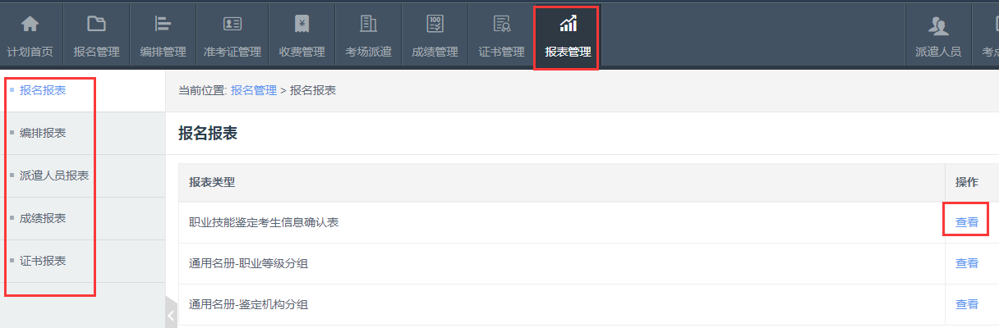 计划首页 报名管理 编排管理 准考证管理 收费管理 考场派遣 成绩管理 证书管理 报表管理 派遣人员
报名报表
编排报表
派遣人员报表
成绩报表
证书报表
当前位置: 报名管理 > 报名报表
报名报表
报表类型 操作
职业技能鉴定考生信息确认表 查看
通用名册-职业等级分组 查看
通用名册-鉴定机构分组 查看